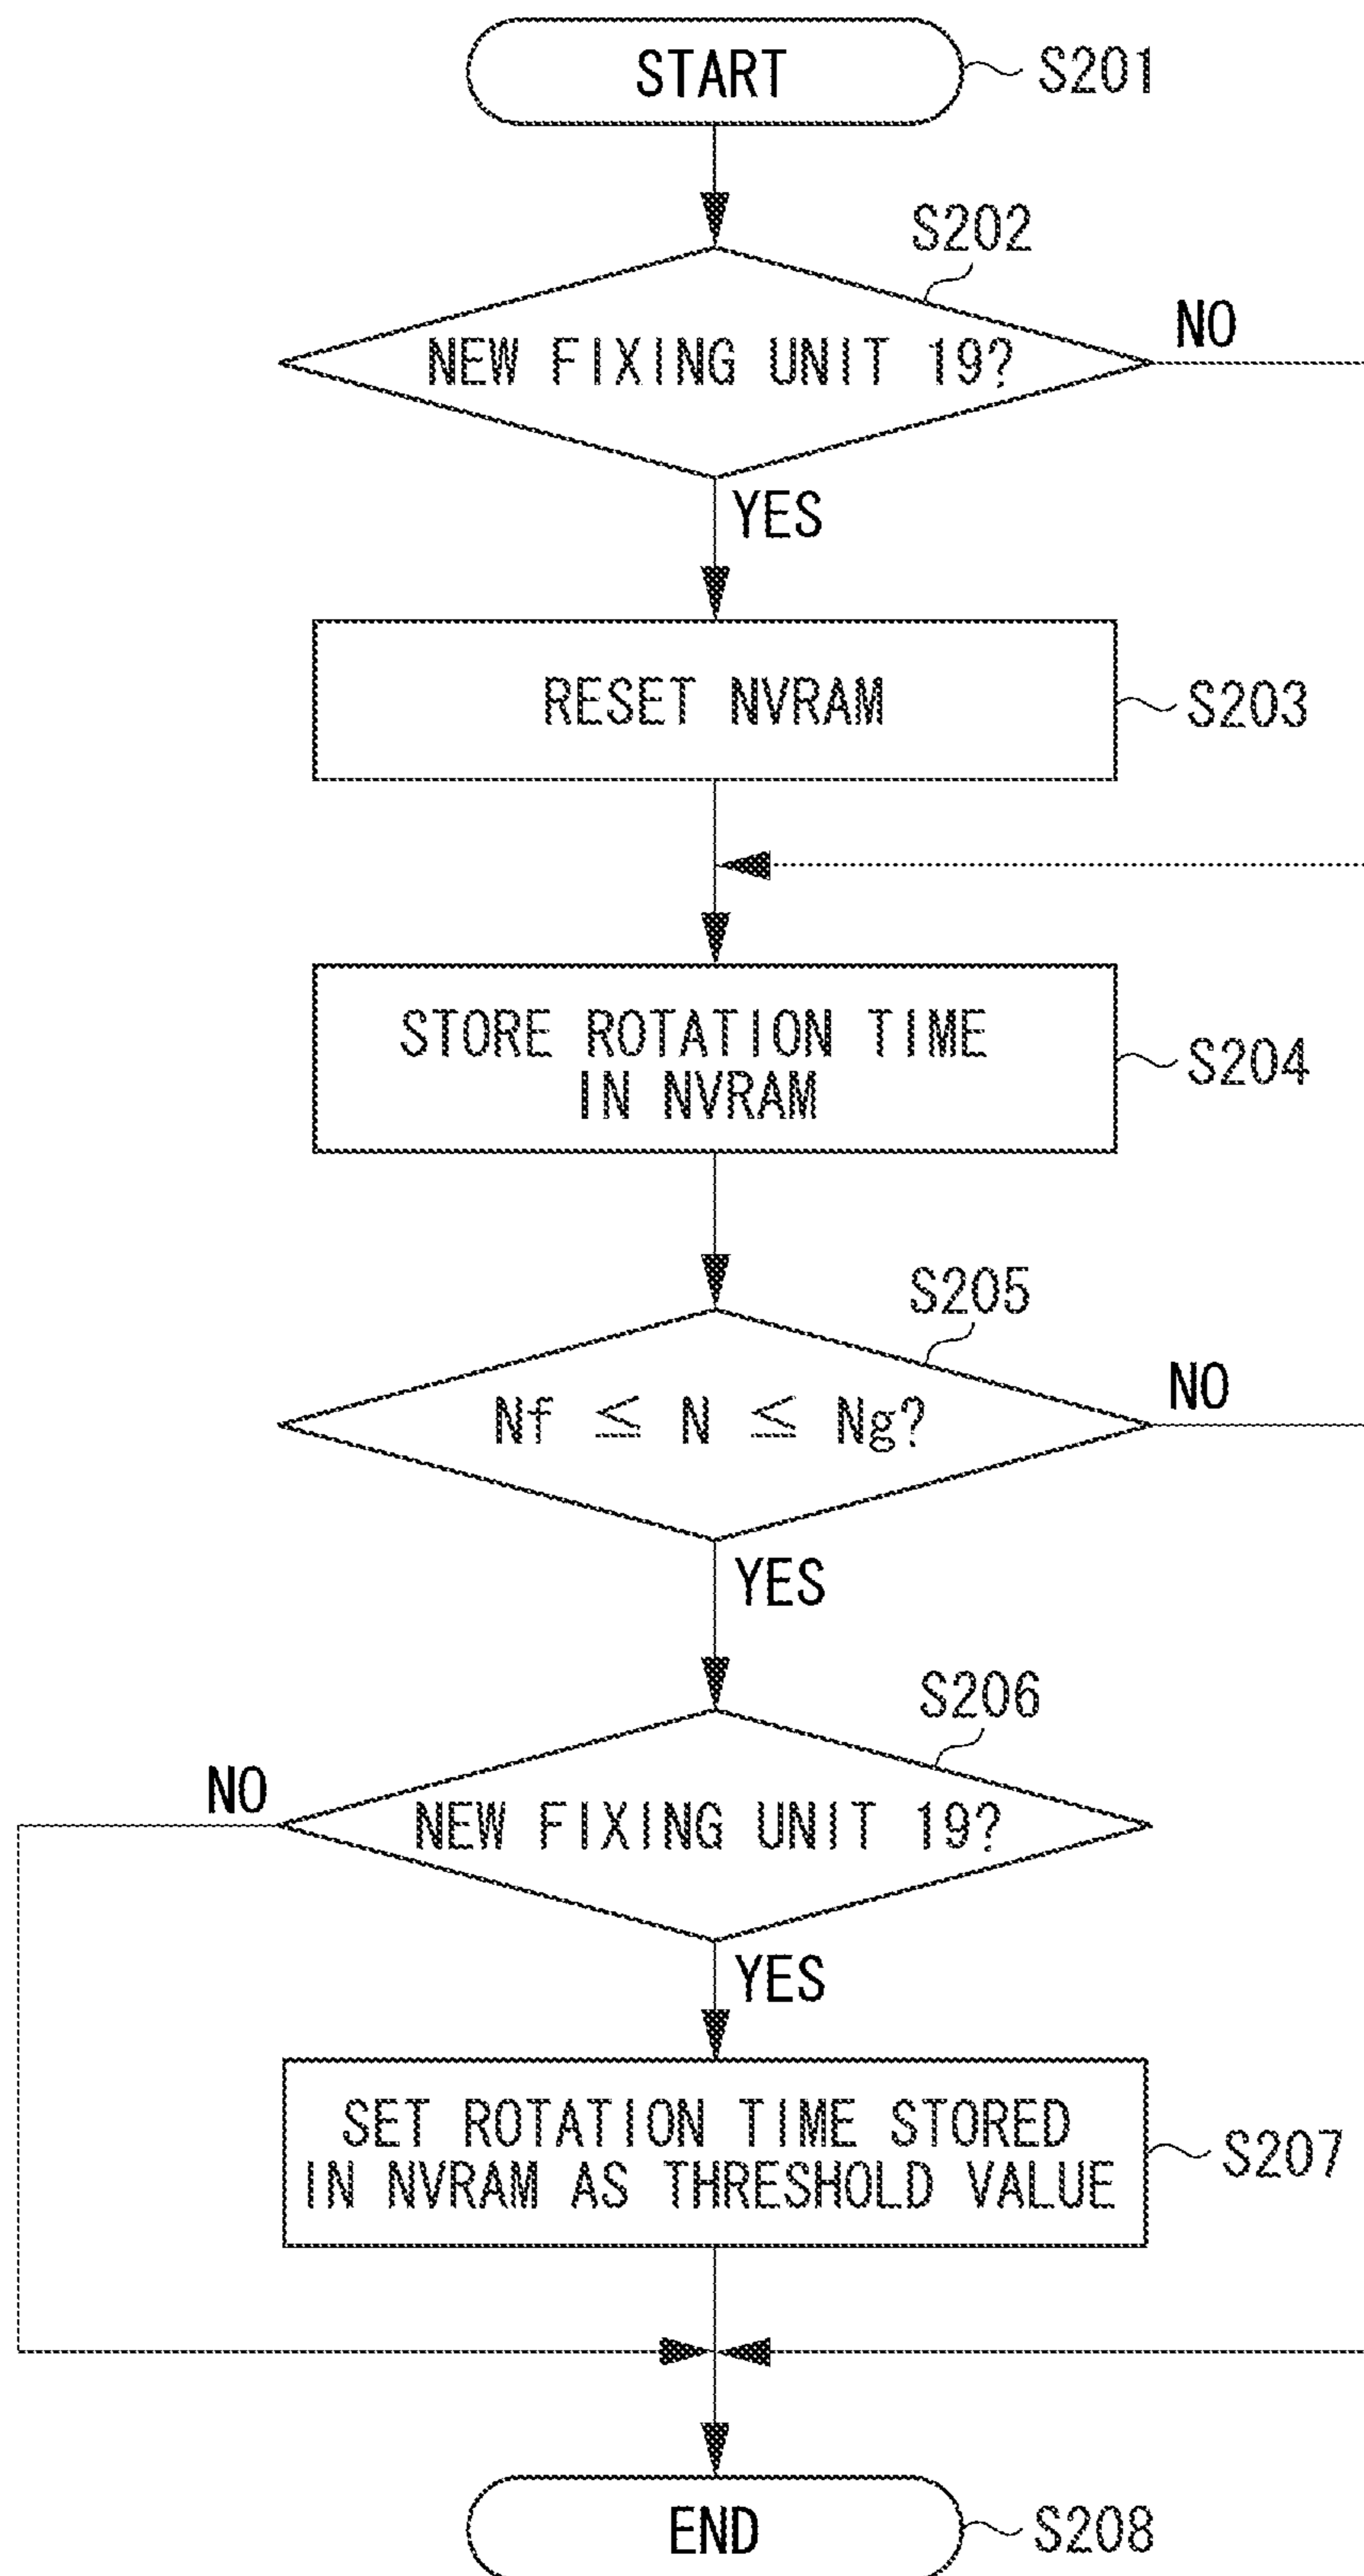 START
S201
S202
NEW FIXING UNIT 19?
NO
YES
RESET NVRAM
S203
STORE ROTATION TIME
IN NVRAM
S204
S205
Nf ≦ N ≦ Ng?
NO
YES
S206
NO
NEW FIXING UNIT 19?
YES
SET ROTATION TIME STORED
IN NVRAM AS THRESHOLD VALUE
S207
END
S208